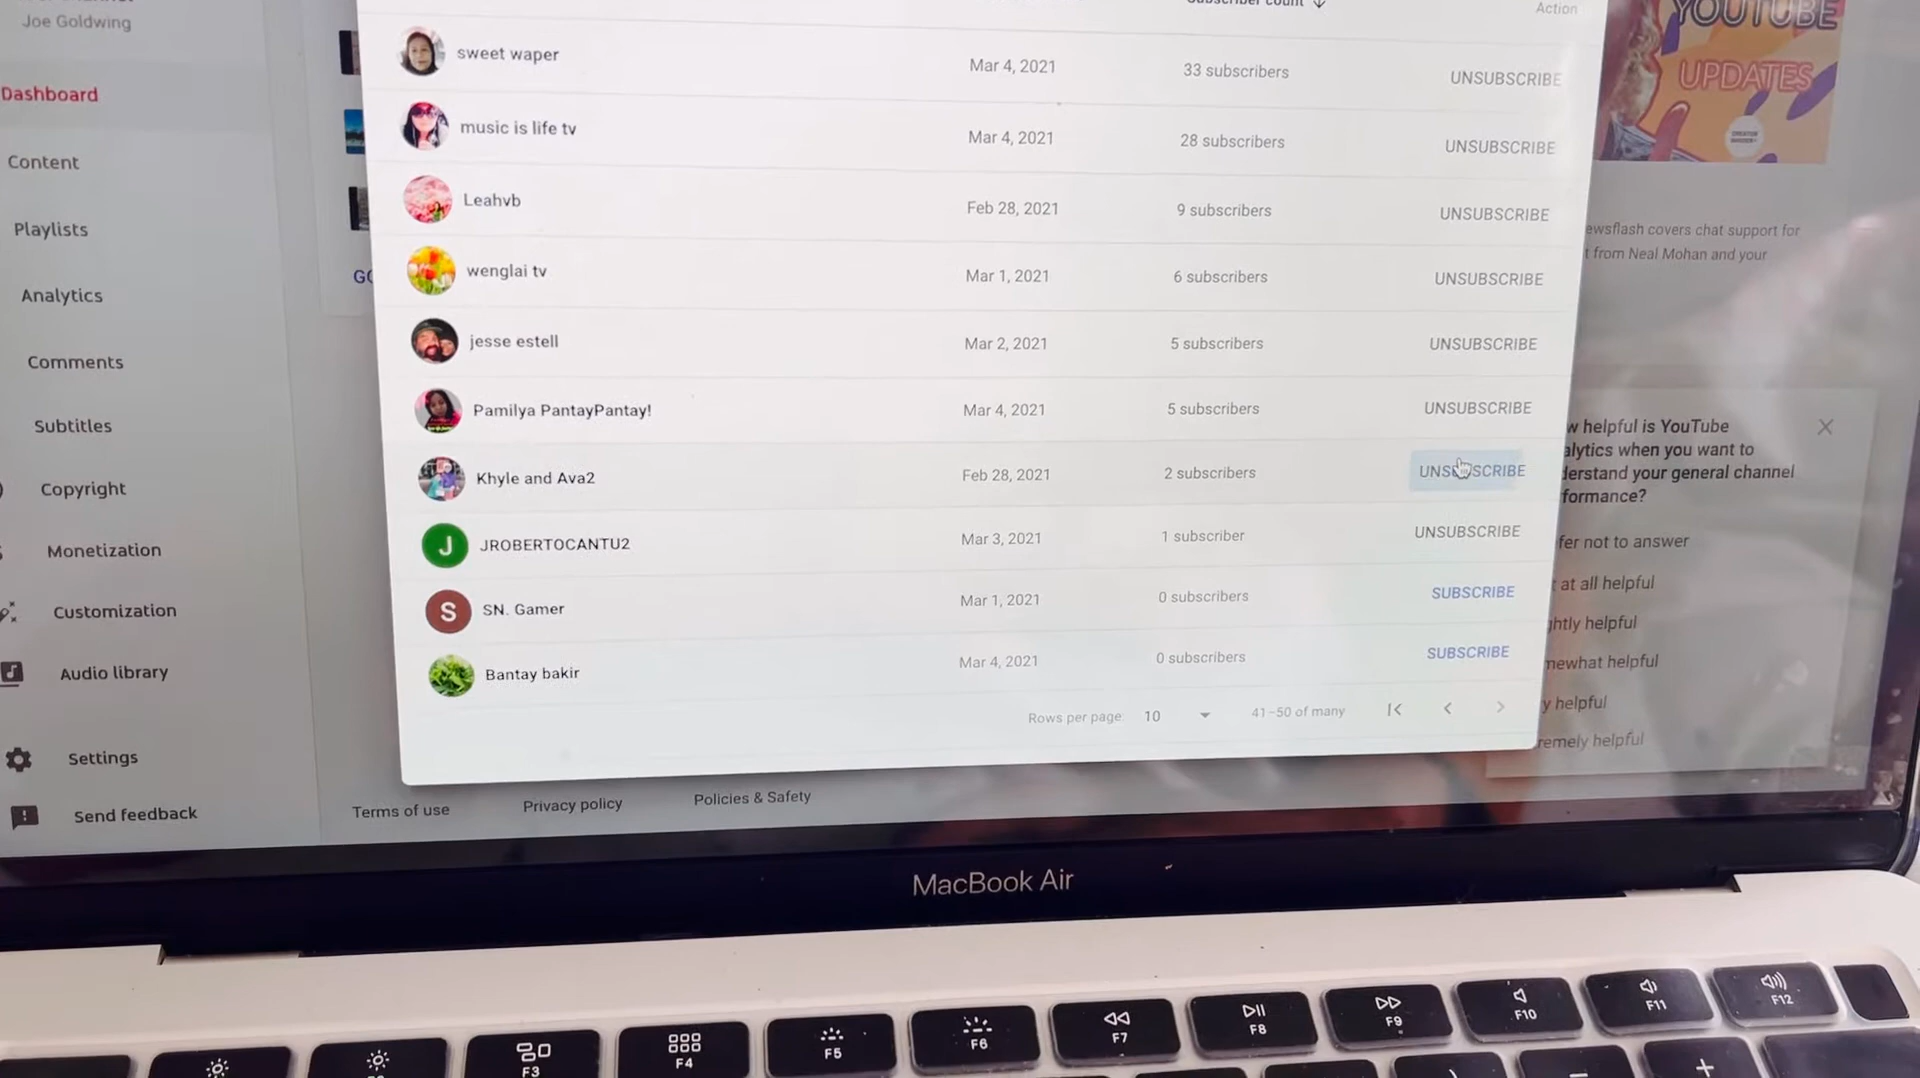 Joe Goldwing
Dashboard
Content
Playlists
Analytics
Comments
Subtitles
Copyright
Monetization
Customization
Audio library
Settings
Send feedback
Subscriber count
Action
sweet waper Mar 4, 2021 33 subscribers UNSUBSCRIBE
music is life tv Mar 4, 2021 28 subscribers UNSUBSCRIBE
Leahvb Feb 28, 2021 9 subscribers UNSUBSCRIBE
wenglai tv Mar 1, 2021 6 subscribers UNSUBSCRIBE
jesse estell Mar 2, 2021 5 subscribers UNSUBSCRIBE
Pamilya PantayPantay! Mar 4, 2021 5 subscribers UNSUBSCRIBE
Khyle and Ava2 Feb 28, 2021 2 subscribers UNSUBSCRIBE
J JROBERTOCANTU2 Mar 3, 2021 1 subscriber UNSUBSCRIBE
S SN. Gamer Mar 1, 2021 0 subscribers SUBSCRIBE
Bantay bakir Mar 4, 2021 0 subscribers SUBSCRIBE
Rows per page: 10 41–50 of many
Terms of use Privacy policy Policies & Safety
YOUTUBE
UPDATES
ewsflash covers chat support for
t from Neal Mohan and your
w helpful is YouTube
alytics when you want to
derstand your general channel
formance?
fer not to answer
t at all helpful
ghtly helpful
mewhat helpful
y helpful
remely helpful
MacBook Air
F3
F4
F5
F6
F7
F8
F9
F10
F11
F12